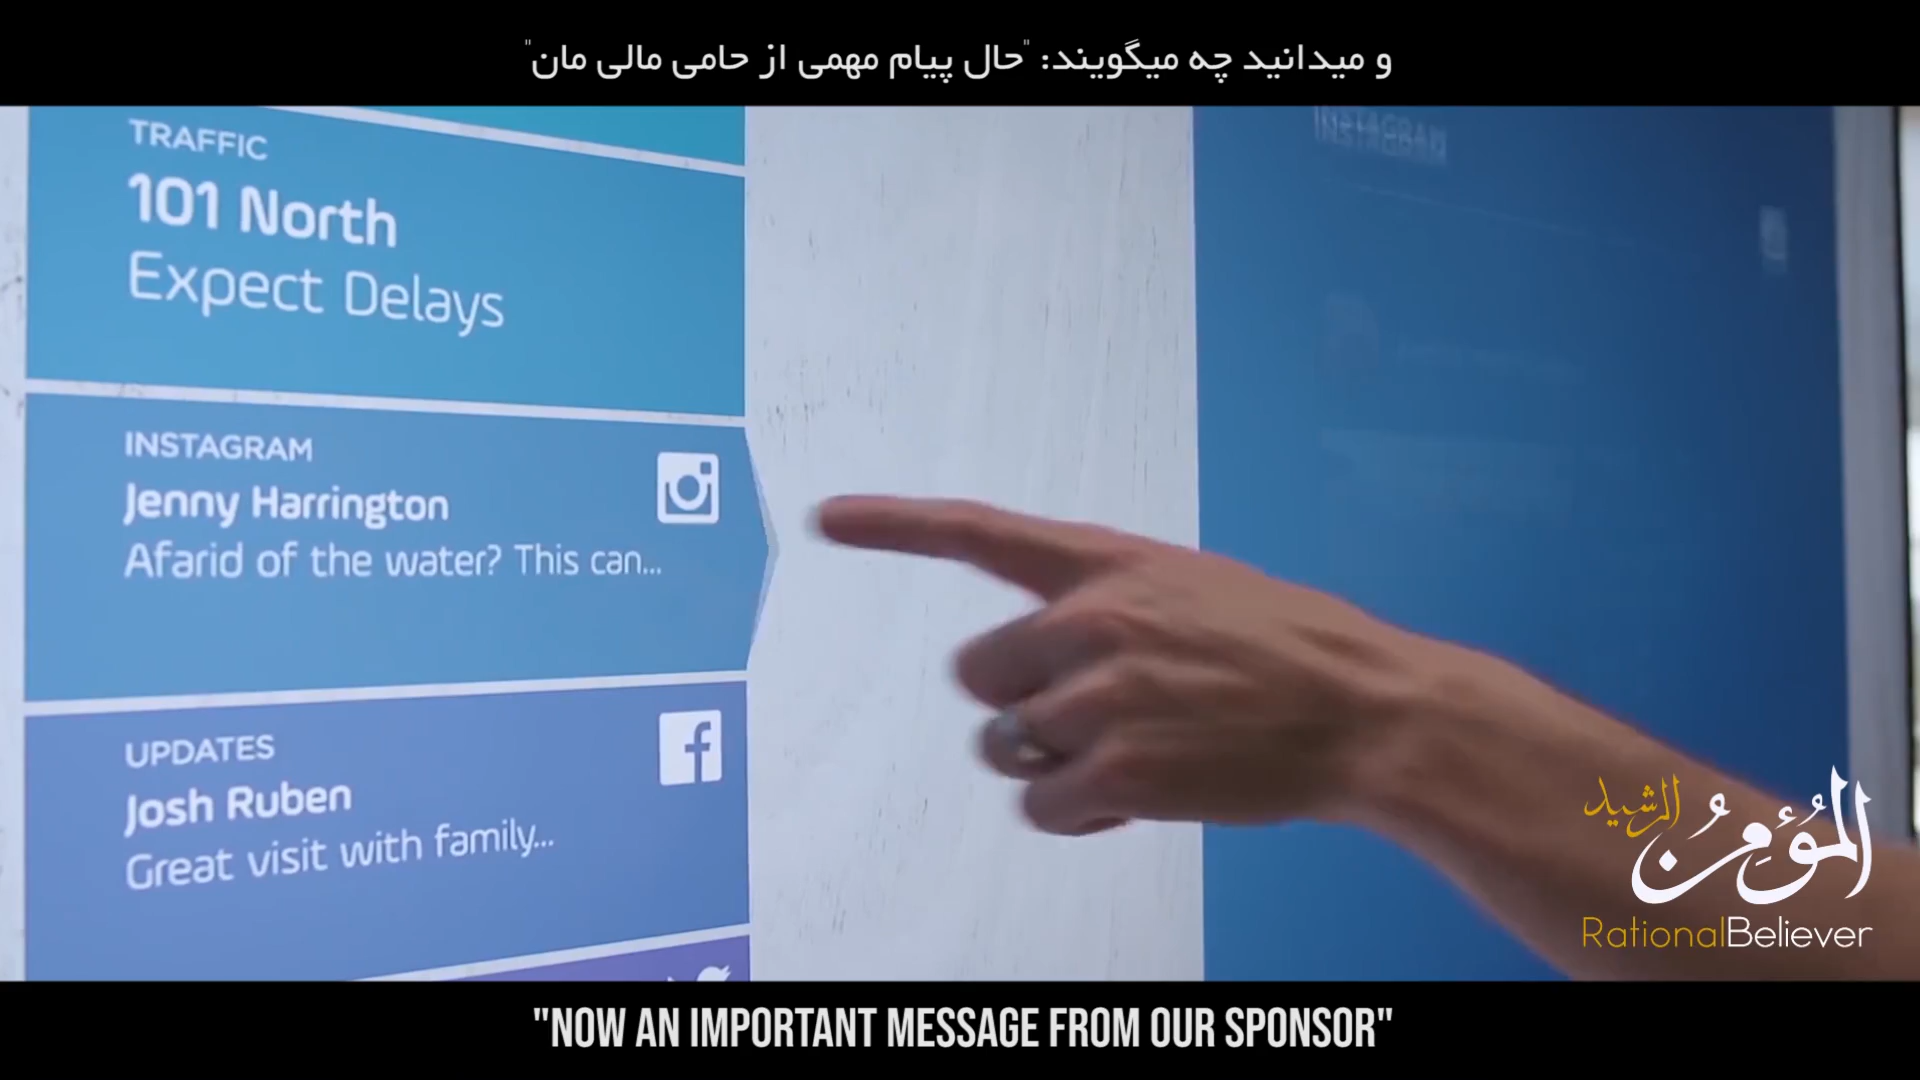 و میدانید چه میگویند: "حال پیام مهمی از حامی مالی مان"
TRAFFIC
101 North
Expect Delays
INSTAGRAM
INSTAGRAM
Jenny Harrington
Afarid of the water? This can...
UPDATES
Josh Ruben
Great visit with family...
المؤمن الرشيد
RationalBeliever
"NOW AN IMPORTANT MESSAGE FROM OUR SPONSOR"